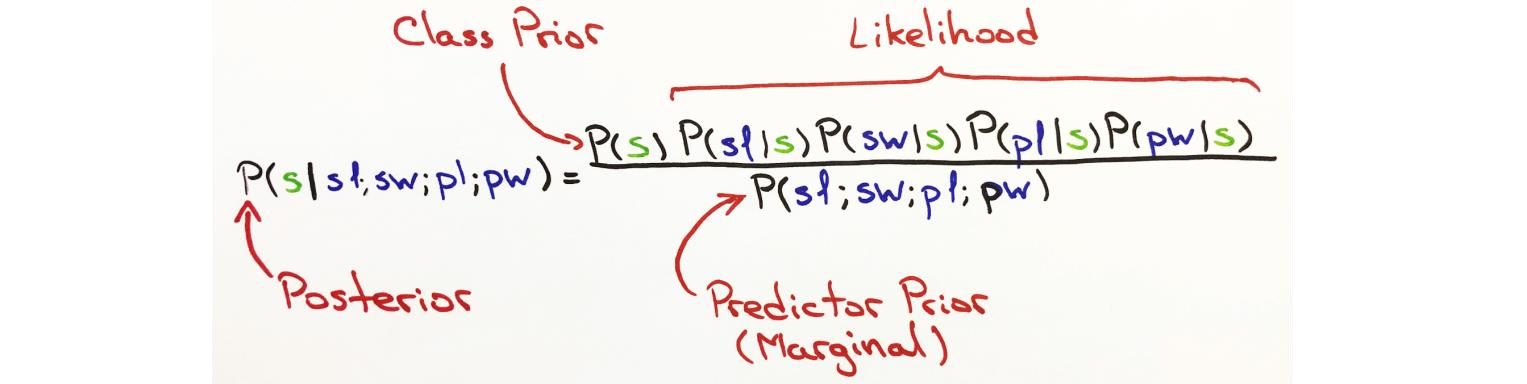 Class Prior
Likelihood
P(s) P(sl|s) P(sw|s) P(pl|s) P(pw|s)
P(s|sl;sw;pl;pw) =
P(sl;sw;pl;pw)
Posterior
Predictor Prior
(Marginal)